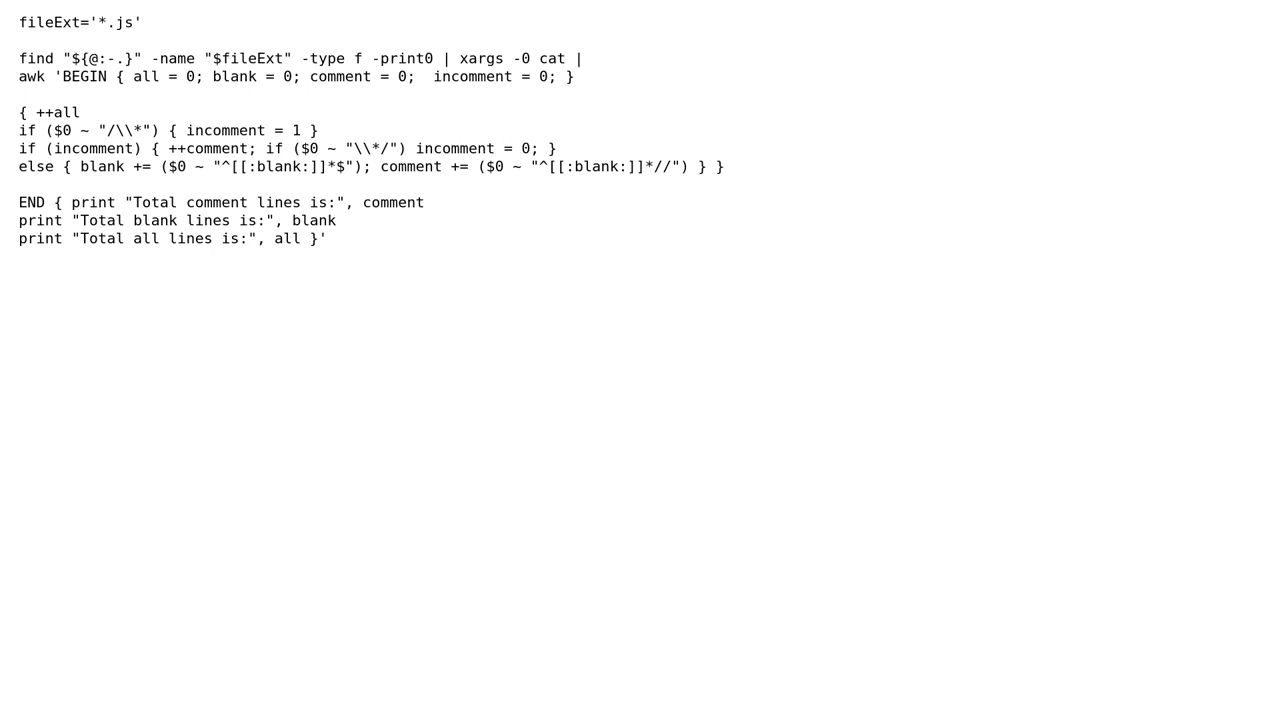 fileExt='*.js'
find "${@:-.}" -name "$fileExt" -type f -print0 | xargs -0 cat |
awk 'BEGIN { all = 0; blank = 0; comment = 0;  incomment = 0; }
{ ++all
if ($0 ~ "/\\*") { incomment = 1 }
if (incomment) { ++comment; if ($0 ~ "\\*/") incomment = 0; }
else { blank += ($0 ~ "^[[:blank:]]*$"); comment += ($0 ~ "^[[:blank:]]*//") } }
END { print "Total comment lines is:", comment
print "Total blank lines is:", blank
print "Total all lines is:", all }'